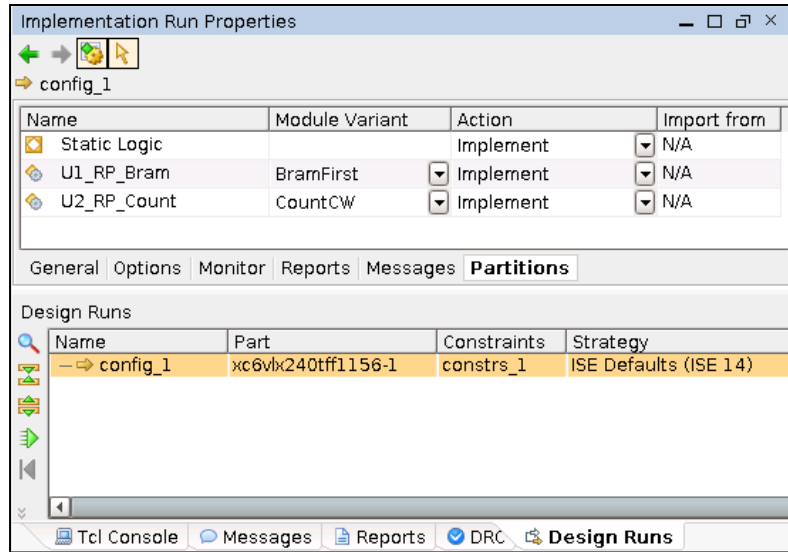 Implementation Run Properties
config_1
Name Module Variant Action Import from
Static Logic Implement N/A
U1_RP_Bram BramFirst Implement N/A
U2_RP_Count CountCW Implement N/A
General Options Monitor Reports Messages Partitions
Design Runs
Name Part Constraints Strategy
config_1 xc6vlx240tff1156-1 constrs_1 ISE Defaults (ISE 14)
Tcl Console Messages Reports DRC Design Runs